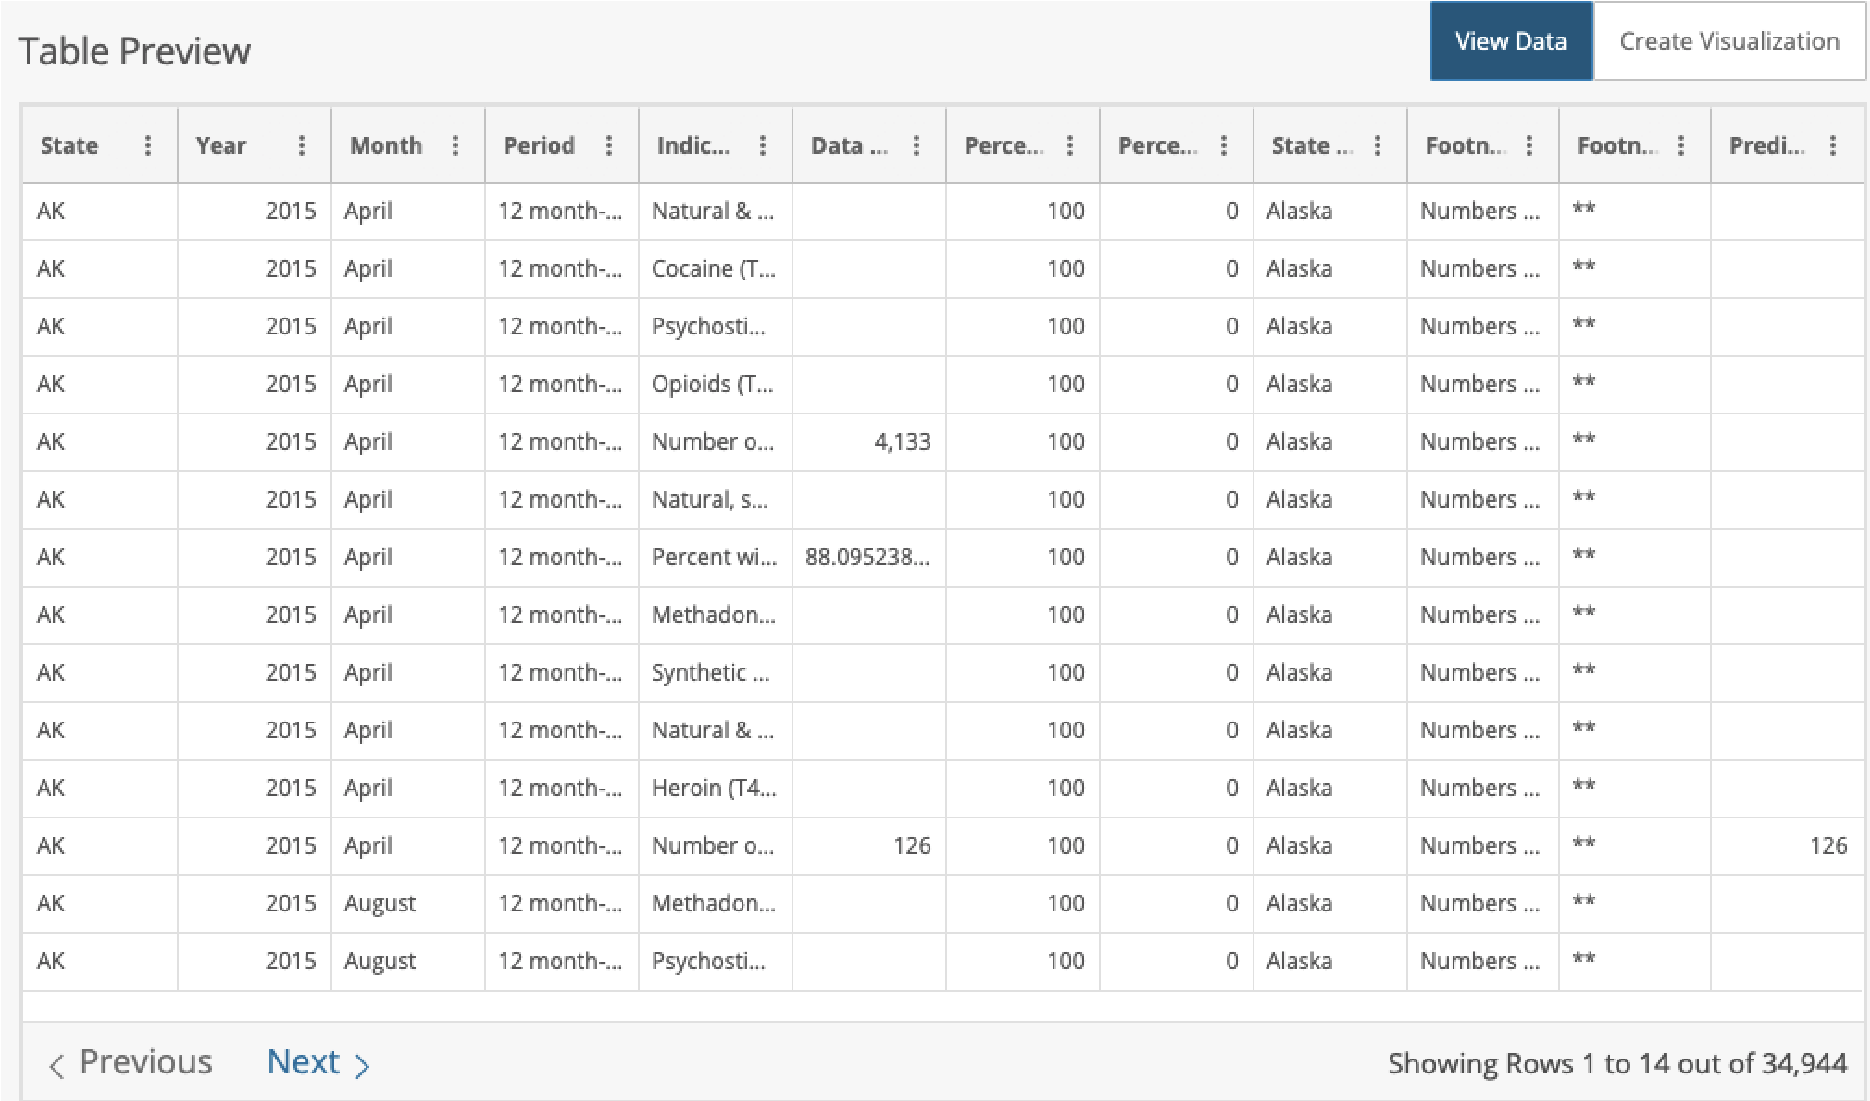 View Data Create Visualization
Table Preview
State Year Month Period Indic... Data ... Perce... Perce... State ... Footn... Footn... Predi...
AK 2015 April 12 month-... Natural & ... 100 0 Alaska Numbers ... **
AK 2015 April 12 month-... Cocaine (T... 100 0 Alaska Numbers ... **
AK 2015 April 12 month-... Psychosti... 100 0 Alaska Numbers ... **
AK 2015 April 12 month-... Opioids (T... 100 0 Alaska Numbers ... **
AK 2015 April 12 month-... Number o... 4,133 100 0 Alaska Numbers ... **
AK 2015 April 12 month-... Natural, s... 100 0 Alaska Numbers ... **
AK 2015 April 12 month-... Percent wi... 88.095238... 100 0 Alaska Numbers ... **
AK 2015 April 12 month-... Methadon... 100 0 Alaska Numbers ... **
AK 2015 April 12 month-... Synthetic ... 100 0 Alaska Numbers ... **
AK 2015 April 12 month-... Natural & ... 100 0 Alaska Numbers ... **
AK 2015 April 12 month-... Heroin (T4... 100 0 Alaska Numbers ... **
AK 2015 April 12 month-... Number o... 126 100 0 Alaska Numbers ... ** 126
AK 2015 August 12 month-... Methadon... 100 0 Alaska Numbers ... **
AK 2015 August 12 month-... Psychosti... 100 0 Alaska Numbers ... **
< Previous Next > Showing Rows 1 to 14 out of 34,944